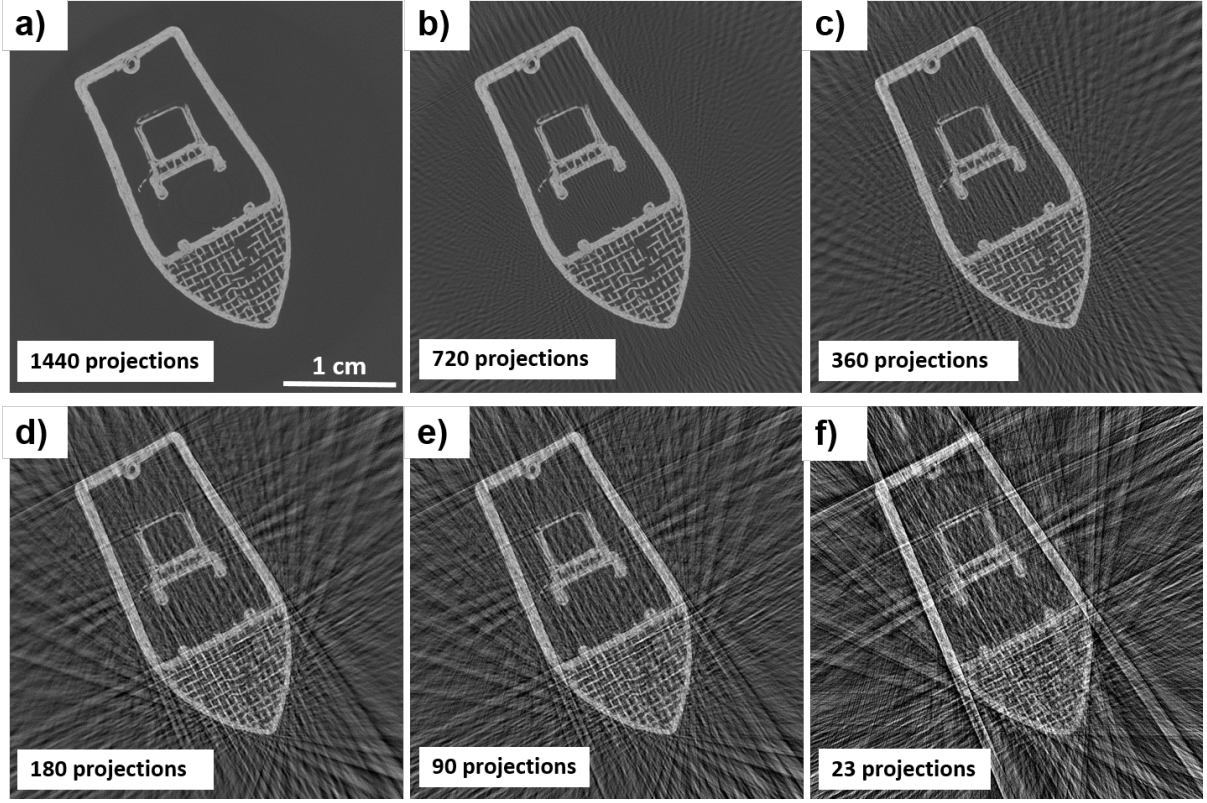 a)
b)
c)
1440 projections
1 cm
720 projections
360 projections
d)
e)
f)
180 projections
90 projections
23 projections